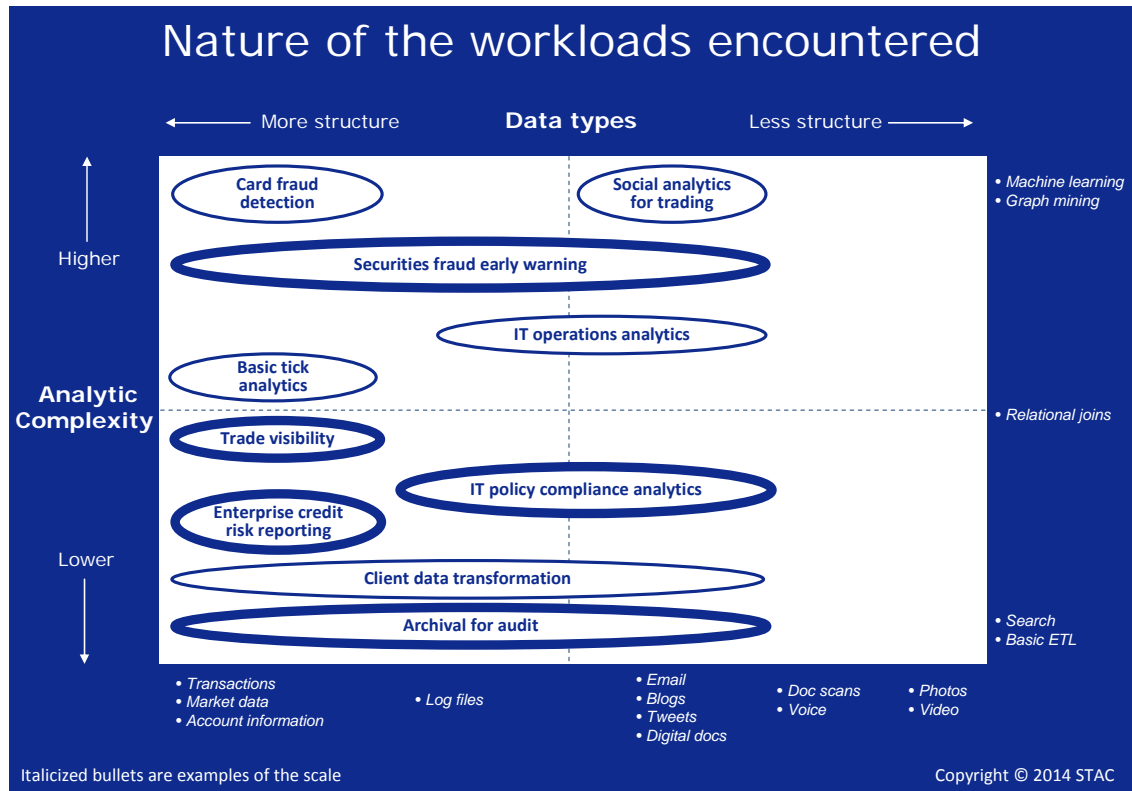 Nature of the workloads encountered
More structure
Data types
Less structure
Card fraud
detection
Social analytics
for trading
• Machine learning
• Graph mining
Higher
Securities fraud early warning
IT operations analytics
Basic tick
analytics
Analytic
Complexity
• Relational joins
Trade visibility
IT policy compliance analytics
Enterprise credit
risk reporting
Lower
Client data transformation
Archival for audit
• Search
• Basic ETL
• Transactions
• Market data
• Account information
• Log files
• Email
• Blogs
• Tweets
• Digital docs
• Doc scans
• Voice
• Photos
• Video
Italicized bullets are examples of the scale
Copyright © 2014 STAC